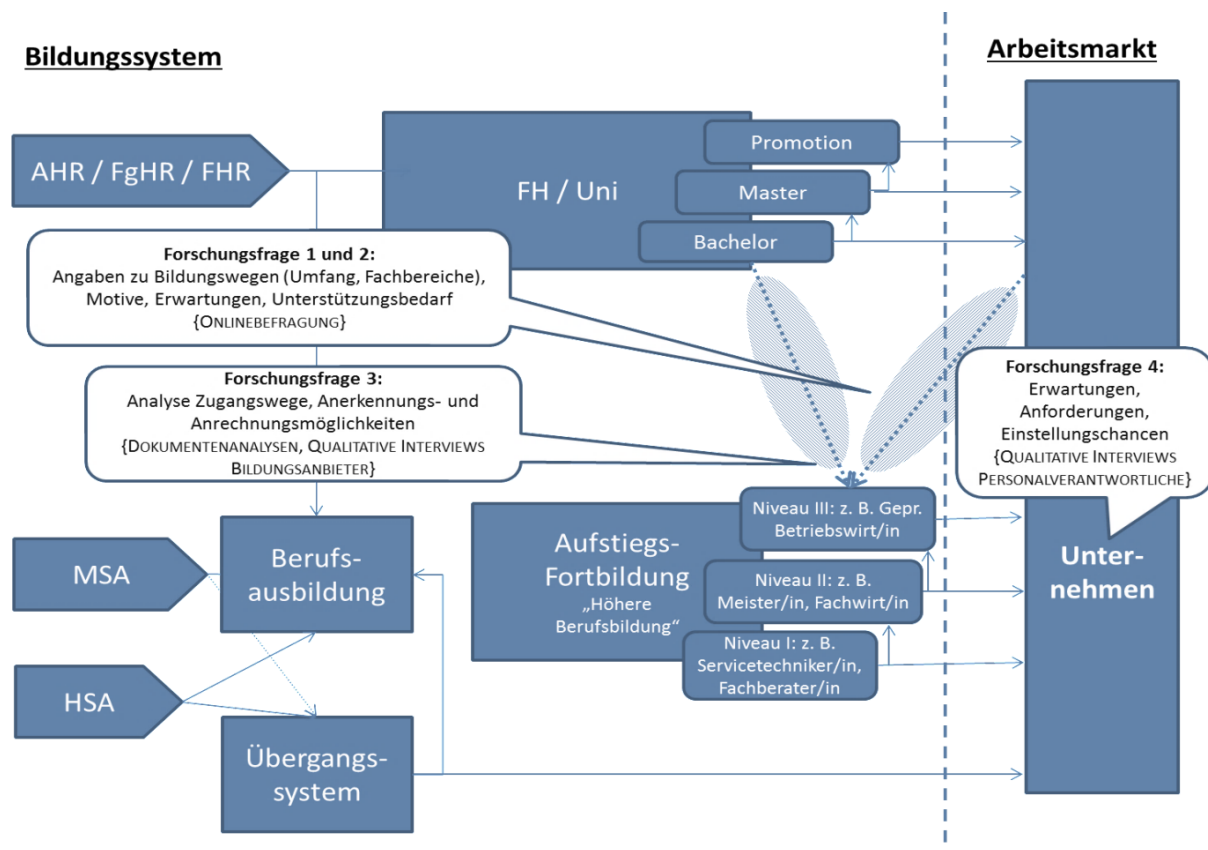 Bildungssystem
Arbeitsmarkt
AHR / FgHR / FHR
FH / Uni
Promotion
Master
Bachelor
Forschungsfrage 1 und 2:
Angaben zu Bildungswegen (Umfang, Fachbereiche),
Motive, Erwartungen, Unterstützungsbedarf
{ONLINEBEFRAGUNG}
Forschungsfrage 3:
Analyse Zugangswege, Anerkennungs- und
Anrechnungsmöglichkeiten
{DOKUMENTENANALYSEN, QUALITATIVE INTERVIEWS
BILDUNGSANBIETER}
Forschungsfrage 4:
Erwartungen,
Anforderungen,
Einstellungschancen
{QUALITATIVE INTERVIEWS
PERSONALVERANTWORTLICHE}
MSA
Berufs-
ausbildung
Aufstiegs-
Fortbildung
„Höhere
Berufsbildung“
Niveau III: z. B. Gepr.
Betriebswirt/in
Niveau II: z. B.
Meister/in, Fachwirt/in
Niveau I: z. B.
Servicetechniker/in,
Fachberater/in
Unter-
nehmen
HSA
Übergangs-
system